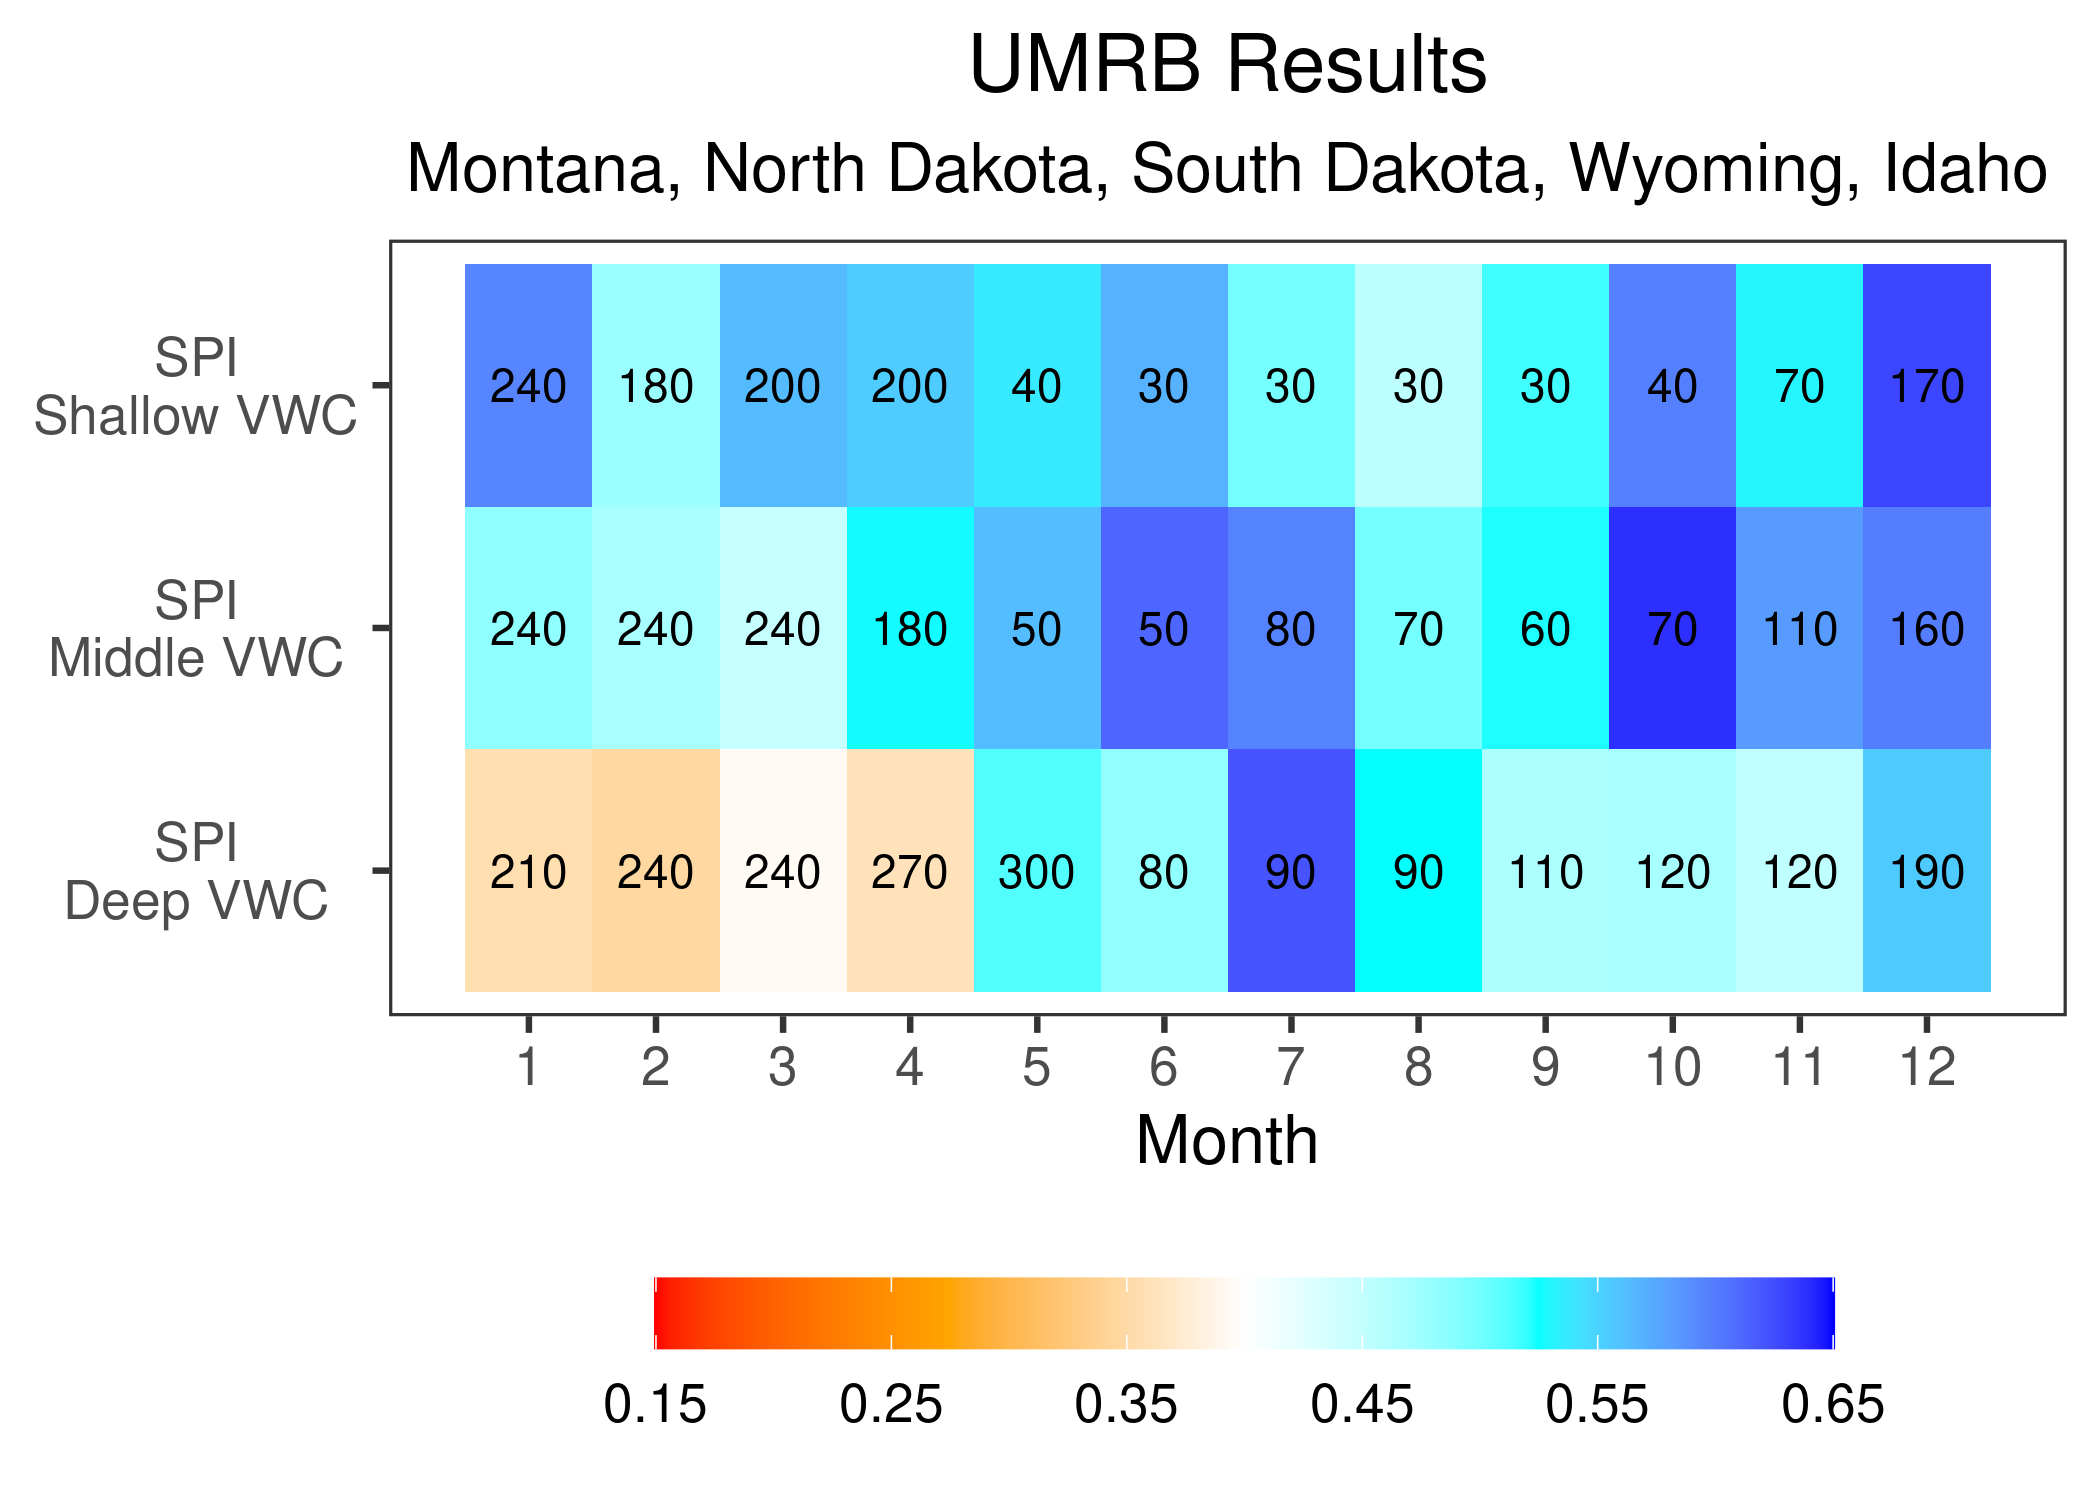 UMRB Results
Montana, North Dakota, South Dakota, Wyoming, Idaho
SPI
Shallow VWC
240 180 200 200 40 30 30 30 30 40 70 170
SPI
Middle VWC
240 240 240 180 50 50 80 70 60 70 110 160
SPI
Deep VWC
210 240 240 270 300 80 90 90 110 120 120 190
1 2 3 4 5 6 7 8 9 10 11 12
Month
0.15 0.25 0.35 0.45 0.55 0.65